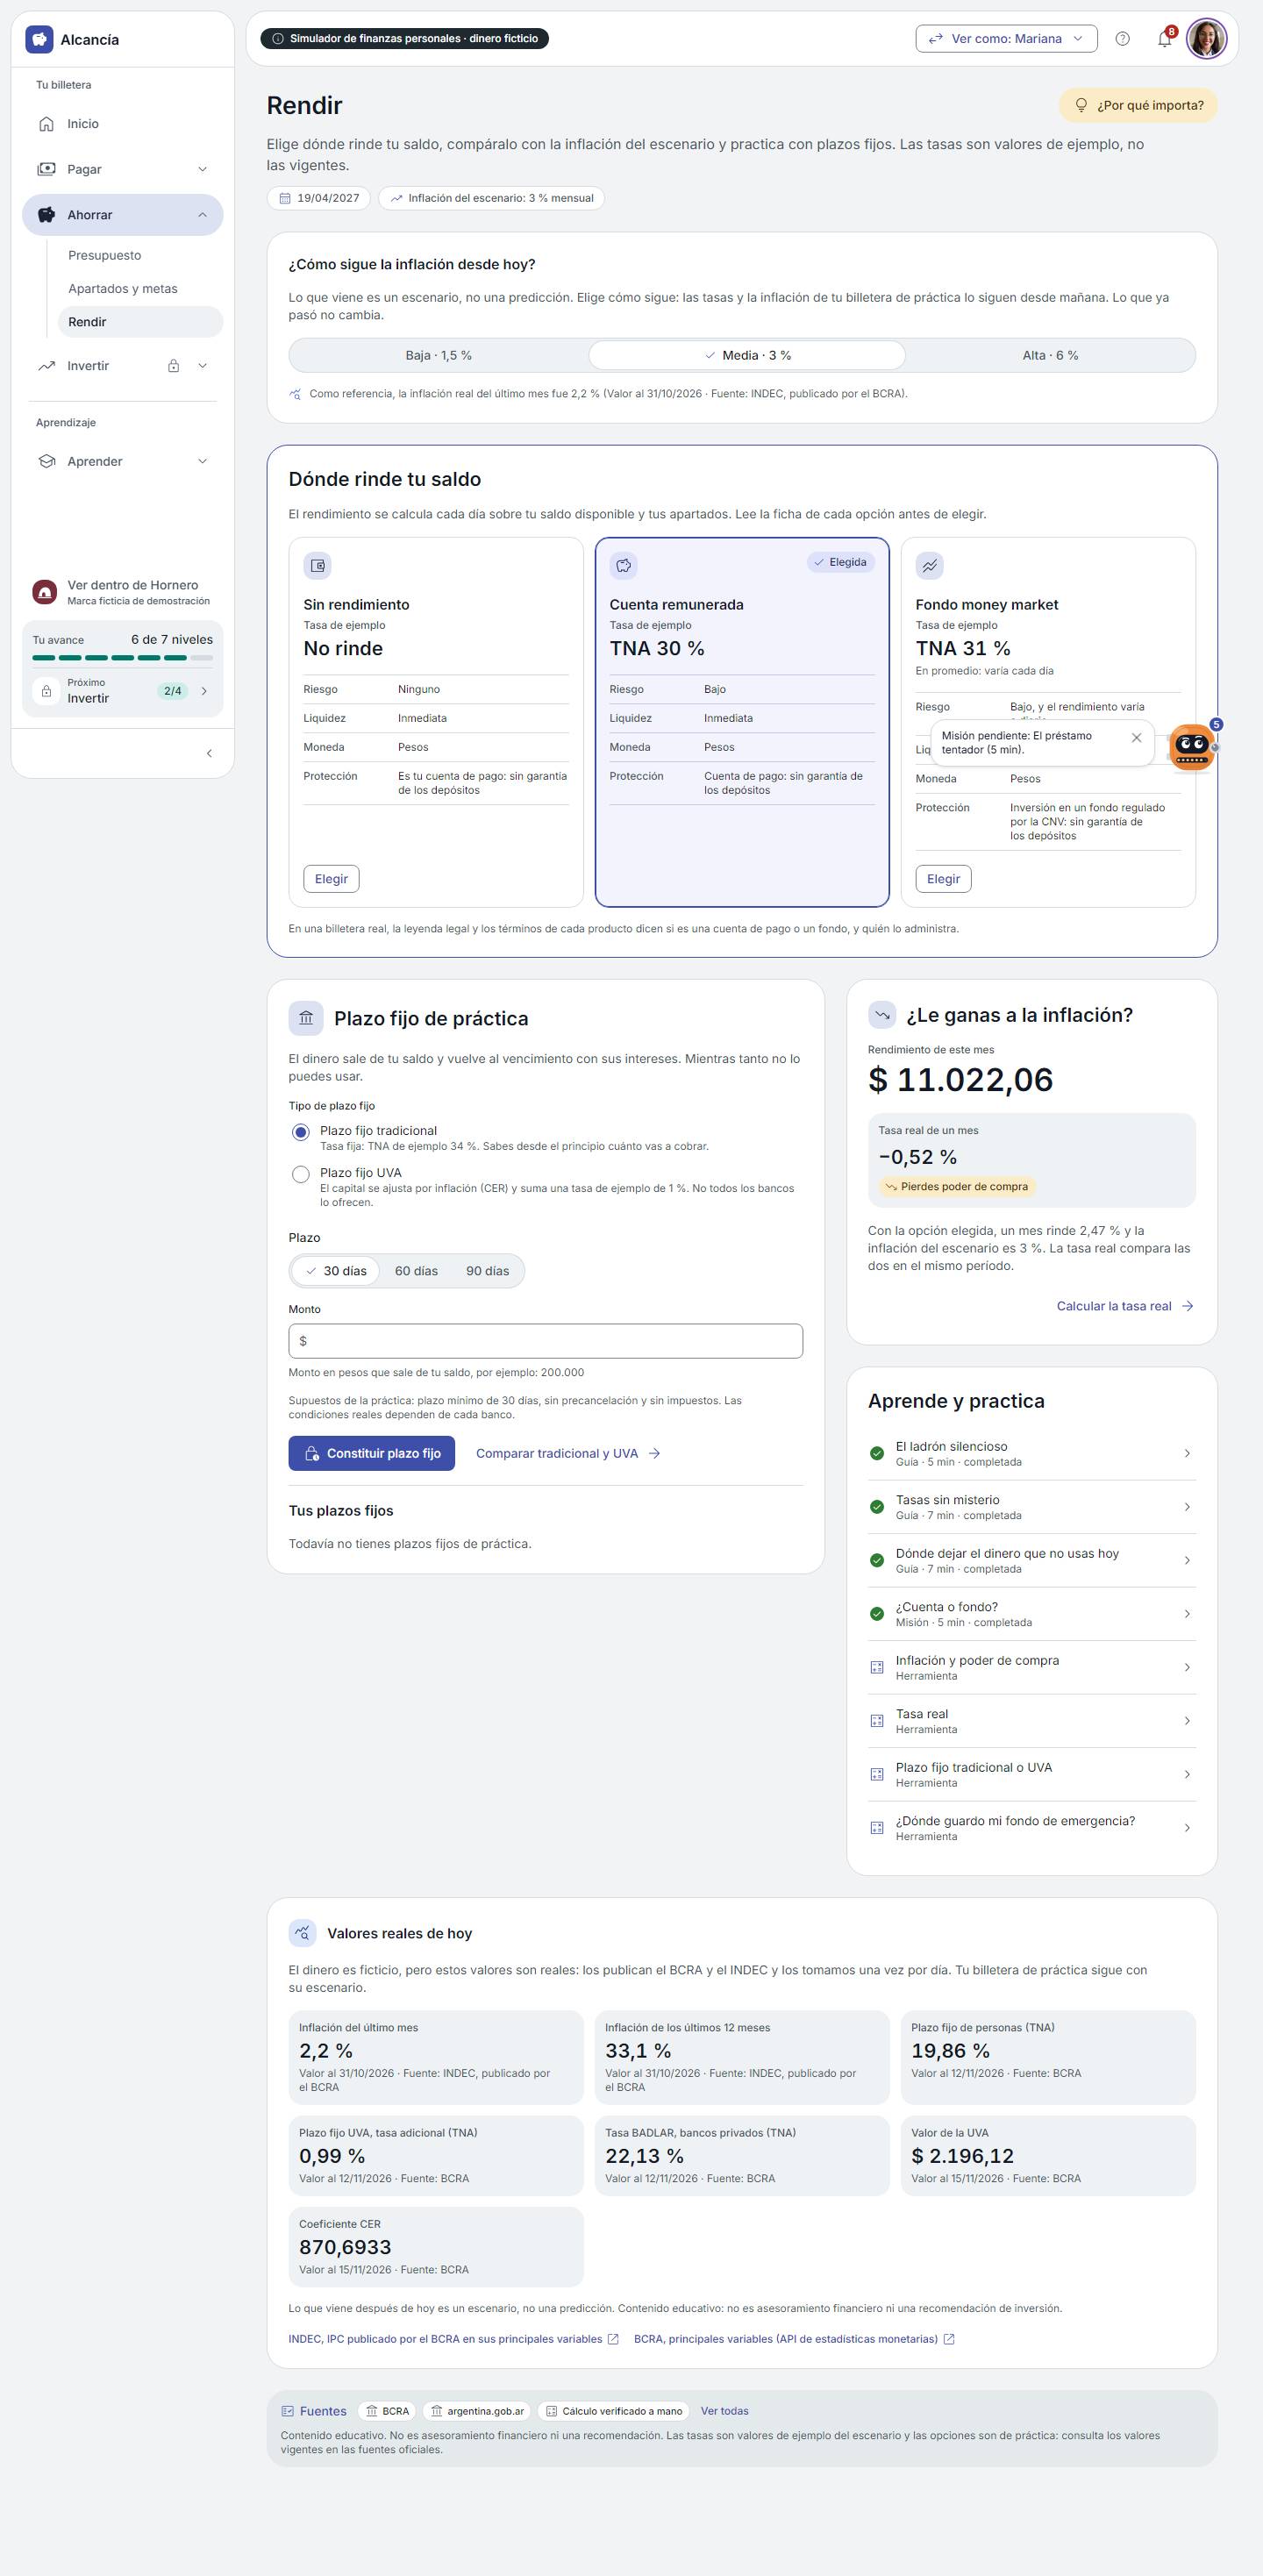 Alcancía
Tu billetera
Inicio
Pagar
Ahorrar
Presupuesto
Apartados y metas
Rendir
Invertir
Aprendizaje
Aprender
Ver dentro de Hornero
Marca ficticia de demostración
Tu avance
6 de 7 niveles
Próximo
Invertir
2/4
Simulador de finanzas personales · dinero ficticio
Ver como: Mariana
8
Rendir
¿Por qué importa?
Elige dónde rinde tu saldo, compáralo con la inflación del escenario y practica con plazos fijos. Las tasas son valores de ejemplo, no
las vigentes.
19/04/2027
Inflación del escenario: 3 % mensual
¿Cómo sigue la inflación desde hoy?
Lo que viene es un escenario, no una predicción. Elige cómo sigue: las tasas y la inflación de tu billetera de práctica lo siguen desde mañana. Lo que ya
pasó no cambia.
Baja · 1,5 %
Media · 3 %
Alta · 6 %
Como referencia, la inflación real del último mes fue 2,2 % (Valor al 31/10/2026 · Fuente: INDEC, publicado por el BCRA).
Dónde rinde tu saldo
El rendimiento se calcula cada día sobre tu saldo disponible y tus apartados. Lee la ficha de cada opción antes de elegir.
Sin rendimiento
Tasa de ejemplo
No rinde
Riesgo
Ninguno
Liquidez
Inmediata
Moneda
Pesos
Protección
Es tu cuenta de pago: sin garantía
de los depósitos
Elegir
Elegida
Cuenta remunerada
Tasa de ejemplo
TNA 30 %
Riesgo
Bajo
Liquidez
Inmediata
Moneda
Pesos
Protección
Cuenta de pago: sin garantía de
los depósitos
Fondo money market
Tasa de ejemplo
TNA 31 %
En promedio: varía cada día
Riesgo
Bajo, y el rendimiento varía
Moneda
Pesos
Protección
Inversión en un fondo regulado
por la CNV: sin garantía de
los depósitos
Elegir
Misión pendiente: El préstamo
tentador (5 min).
5
En una billetera real, la leyenda legal y los términos de cada producto dicen si es una cuenta de pago o un fondo, y quién lo administra.
Plazo fijo de práctica
El dinero sale de tu saldo y vuelve al vencimiento con sus intereses. Mientras tanto no lo
puedes usar.
Tipo de plazo fijo
Plazo fijo tradicional
Tasa fija: TNA de ejemplo 34 %. Sabes desde el principio cuánto vas a cobrar.
Plazo fijo UVA
El capital se ajusta por inflación (CER) y suma una tasa de ejemplo de 1 %. No todos los bancos
lo ofrecen.
Plazo
30 días
60 días
90 días
Monto
$
Monto en pesos que sale de tu saldo, por ejemplo: 200.000
Supuestos de la práctica: plazo mínimo de 30 días, sin precancelación y sin impuestos. Las
condiciones reales dependen de cada banco.
Constituir plazo fijo
Comparar tradicional y UVA
Tus plazos fijos
Todavía no tienes plazos fijos de práctica.
¿Le ganas a la inflación?
Rendimiento de este mes
$ 11.022,06
Tasa real de un mes
−0,52 %
Pierdes poder de compra
Con la opción elegida, un mes rinde 2,47 % y la
inflación del escenario es 3 %. La tasa real compara las
dos en el mismo período.
Calcular la tasa real
Aprende y practica
El ladrón silencioso
Guía · 5 min · completada
Tasas sin misterio
Guía · 7 min · completada
Dónde dejar el dinero que no usas hoy
Guía · 7 min · completada
¿Cuenta o fondo?
Misión · 5 min · completada
Inflación y poder de compra
Herramienta
Tasa real
Herramienta
Plazo fijo tradicional o UVA
Herramienta
¿Dónde guardo mi fondo de emergencia?
Herramienta
Valores reales de hoy
El dinero es ficticio, pero estos valores son reales: los publican el BCRA y el INDEC y los tomamos una vez por día. Tu billetera de práctica sigue con
su escenario.
Inflación del último mes
2,2 %
Valor al 31/10/2026 · Fuente: INDEC, publicado por
el BCRA
Inflación de los últimos 12 meses
33,1 %
Valor al 31/10/2026 · Fuente: INDEC, publicado por
el BCRA
Plazo fijo de personas (TNA)
19,86 %
Valor al 12/11/2026 · Fuente: BCRA
Plazo fijo UVA, tasa adicional (TNA)
0,99 %
Valor al 12/11/2026 · Fuente: BCRA
Tasa BADLAR, bancos privados (TNA)
22,13 %
Valor al 12/11/2026 · Fuente: BCRA
Valor de la UVA
$ 2.196,12
Valor al 15/11/2026 · Fuente: BCRA
Coeficiente CER
870,6933
Valor al 15/11/2026 · Fuente: BCRA
Lo que viene después de hoy es un escenario, no una predicción. Contenido educativo: no es asesoramiento financiero ni una recomendación de inversión.
INDEC, IPC publicado por el BCRA en sus principales variables
BCRA, principales variables (API de estadísticas monetarias)
Fuentes
BCRA
argentina.gob.ar
Cálculo verificado a mano
Ver todas
Contenido educativo. No es asesoramiento financiero ni una recomendación. Las tasas son valores de ejemplo del escenario y las opciones son de práctica: consulta los valores
vigentes en las fuentes oficiales.